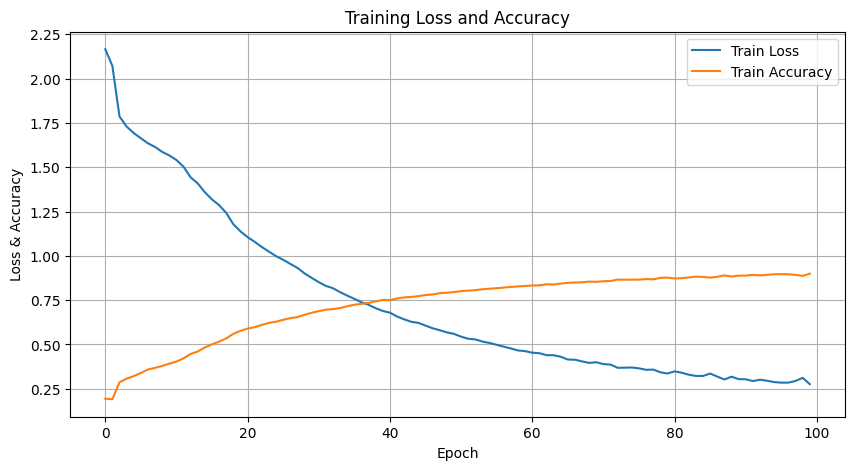 Training Loss and Accuracy
2.25
2.00
1.75
1.50
1.25
1.00
0.75
0.50
0.25
Loss & Accuracy
Train Loss
Train Accuracy
0 20 40 60 80 100
Epoch